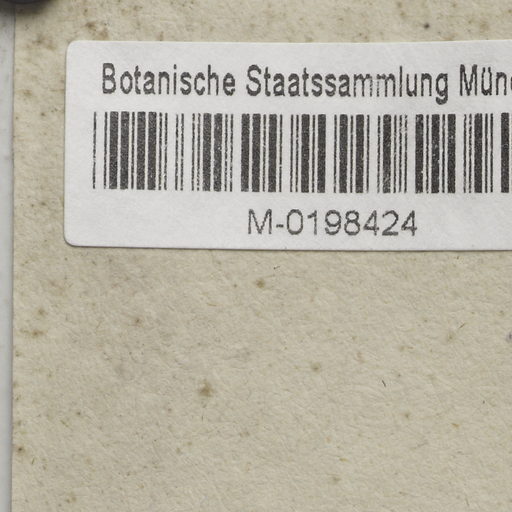 Botanische Staatssammlung Mün
M-0198424